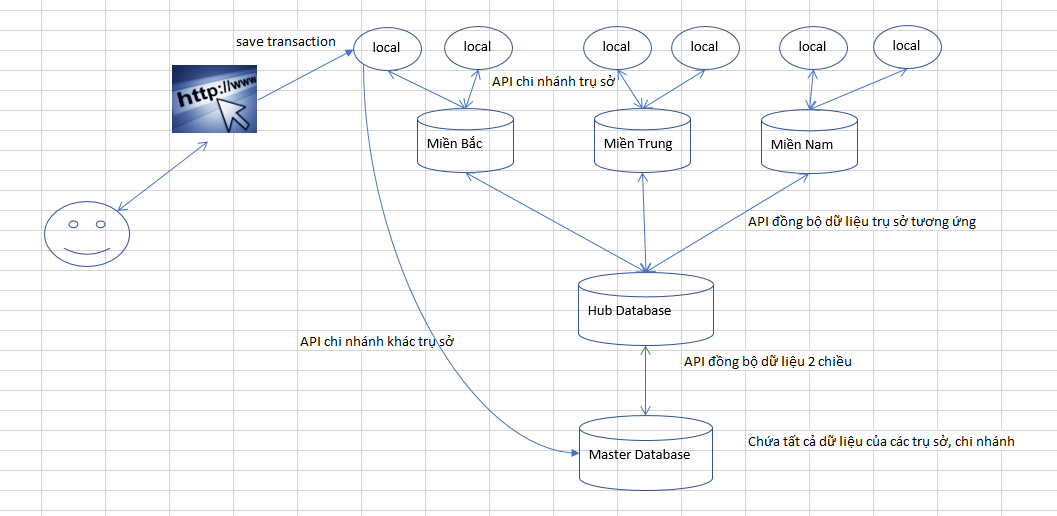 save transaction
local
local
local
local
local
local
http://www
API chi nhánh trụ sở
Miền Bắc
Miền Trung
Miền Nam
API đồng bộ dữ liệu trụ sở tương ứng
Hub Database
API chi nhánh khác trụ sở
API đồng bộ dữ liệu 2 chiều
Chứa tất cả dữ liệu của các trụ sở, chi nhánh
Master Database